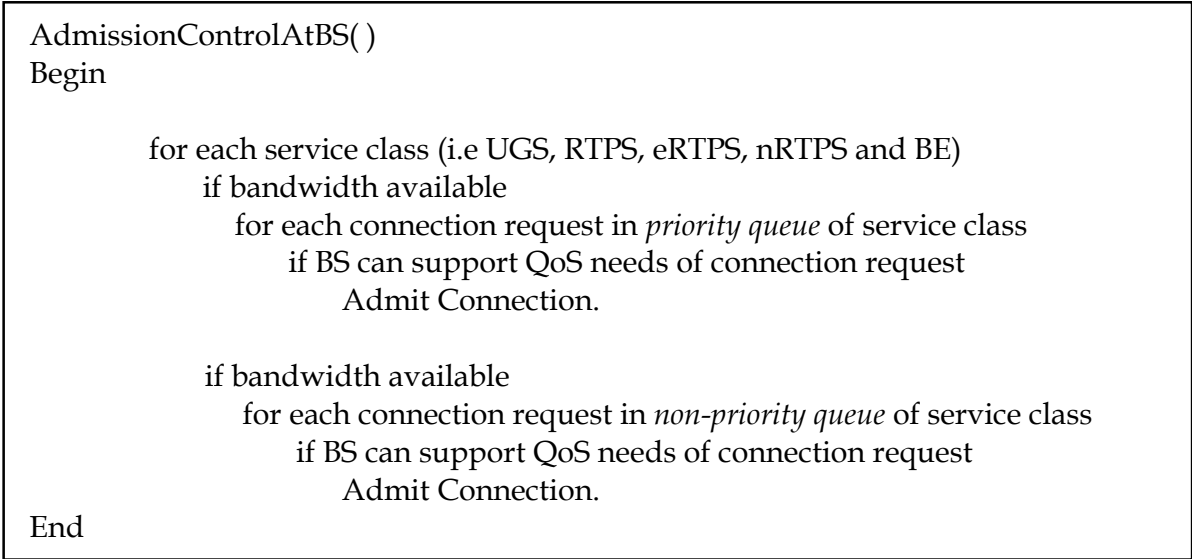 AdmissionControlAtBS( )
Begin
for each service class (i.e UGS, RTPS, eRTPS, nRTPS and BE)
if bandwidth available
for each connection request in priority queue of service class
if BS can support QoS needs of connection request
Admit Connection.
if bandwidth available
for each connection request in non-priority queue of service class
if BS can support QoS needs of connection request
Admit Connection.
End